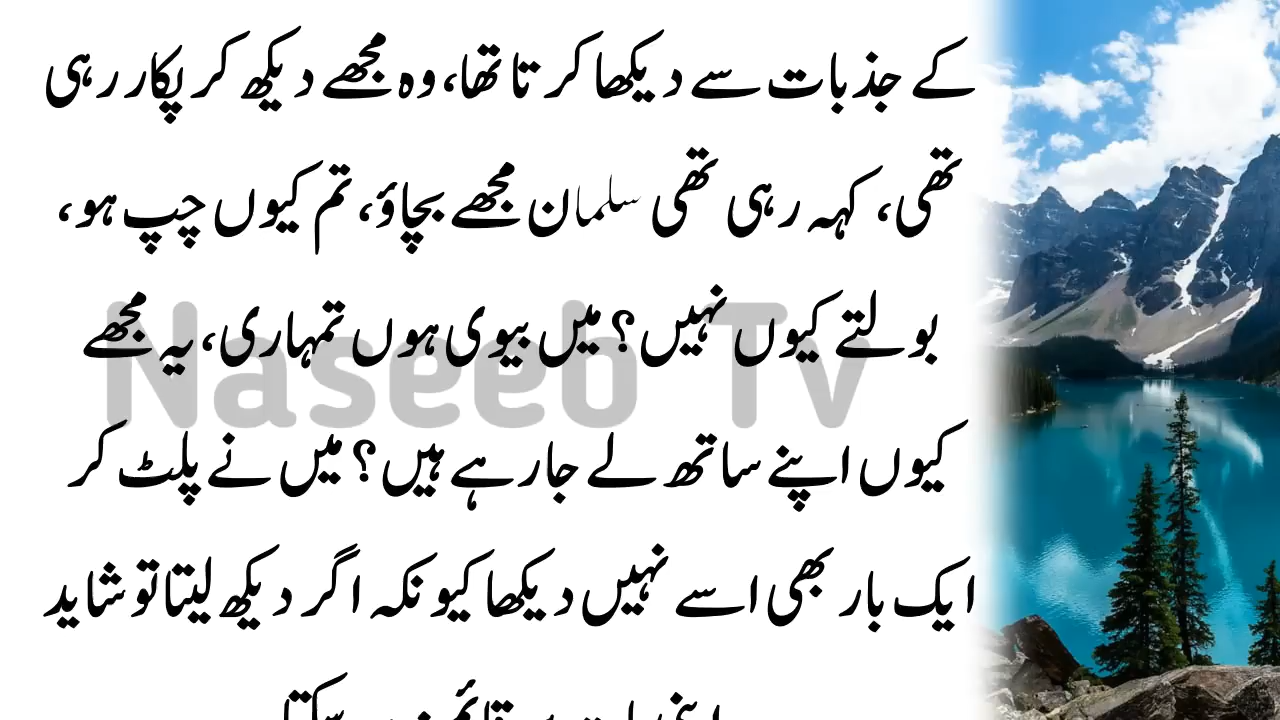 کے جذبات سے دیکھا کرتا تھا، وہ مجھے دیکھ کر پکار رہی
تھی، کہہ رہی تھی سلمان مجھے بچاؤ، تم کیوں چپ ہو،
بولتے کیوں نہیں؟ میں بیوی ہوں تمہاری، یہ مجھے
کیوں اپنے ساتھ لے جا رہے ہیں؟ میں نے پلٹ کر
ایک بار بھی اسے نہیں دیکھا کیونکہ اگر دیکھ لیتا تو شاید
Naseeb Tv